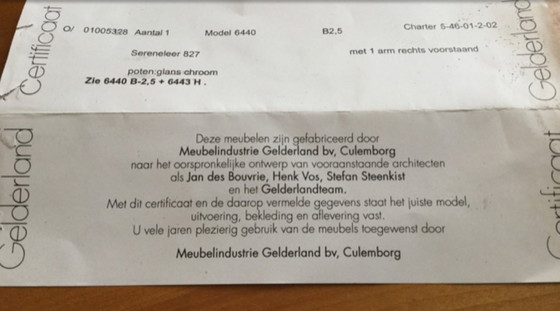 Certificaat
O/ 01005328 Aantal 1 Model 6440 B2,5 Charter 5-46-01-2-02
Sereneleer 827 met 1 arm rechts voorstaand
poten:glans chroom
Zie 6440 B-2,5 + 6443 H .
Gelderland
Gelderland
Deze meubelen zijn gefabriceerd door
Meubelindustrie Gelderland bv, Culemborg
naar het oorspronkelijke ontwerp van vooraanstaande architecten
als Jan des Bouvrie, Henk Vos, Stefan Steenkist
en het Gelderlandteam.
Met dit certificaat en de daarop vermelde gegevens staat het juiste model,
uitvoering, bekleding en aflevering vast.
U vele jaren plezierig gebruik van de meubels toegewenst door
Meubelindustrie Gelderland bv, Culemborg
Certificaat